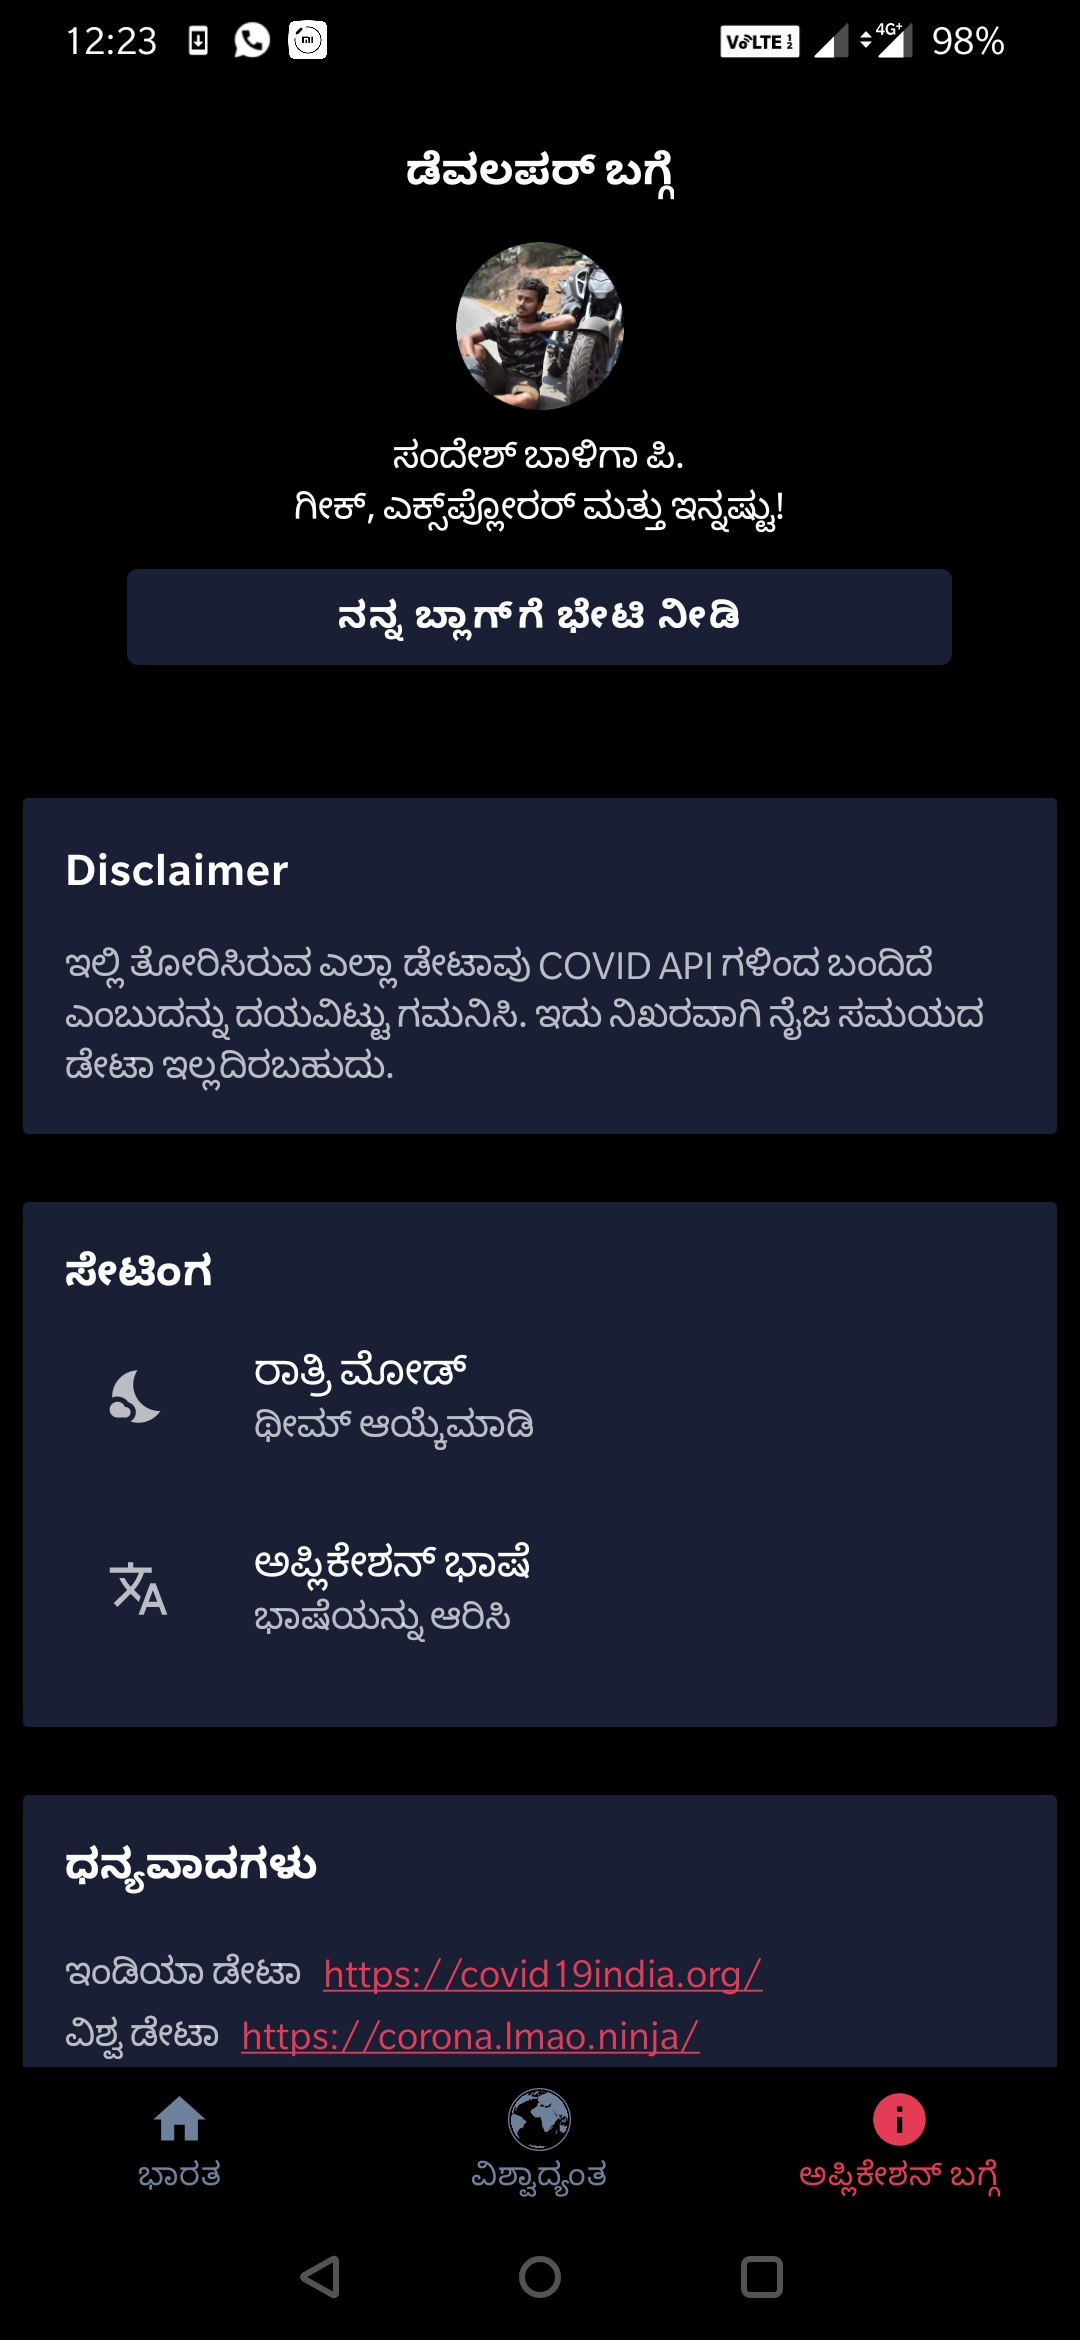 12:23
VoLTE 1 2
4G+
98%
ಡೆವಲಪರ್ ಬಗ್ಗೆ
ಸಂದೇಶ್ ಬಾಳಿಗಾ ಪಿ.
ಗೀಕ್, ಎಕ್ಸ್‌ಪ್ಲೋರರ್ ಮತ್ತು ಇನ್ನಷ್ಟು!
ನನ್ನ ಬ್ಲಾಗ್‌ಗೆ ಭೇಟಿ ನೀಡಿ
Disclaimer
ಇಲ್ಲಿ ತೋರಿಸಿರುವ ಎಲ್ಲಾ ಡೇಟಾವು COVID API ಗಳಿಂದ ಬಂದಿದೆ
ಎಂಬುದನ್ನು ದಯವಿಟ್ಟು ಗಮನಿಸಿ. ಇದು ನಿಖರವಾಗಿ ನೈಜ ಸಮಯದ
ಡೇಟಾ ಇಲ್ಲದಿರಬಹುದು.
ಸೇಟಿಂಗ
ರಾತ್ರಿ ಮೋಡ್
ಥೀಮ್ ಆಯ್ಕೆಮಾಡಿ
ಅಪ್ಲಿಕೇಶನ್ ಭಾಷೆ
ಭಾಷೆಯನ್ನು ಆರಿಸಿ
ಧನ್ಯವಾದಗಳು
ಇಂಡಿಯಾ ಡೇಟಾ https://covid19india.org/
ವಿಶ್ವ ಡೇಟಾ https://corona.lmao.ninja/
ಭಾರತ
ವಿಶ್ವಾದ್ಯಂತ
ಅಪ್ಲಿಕೇಶನ್ ಬಗ್ಗೆ